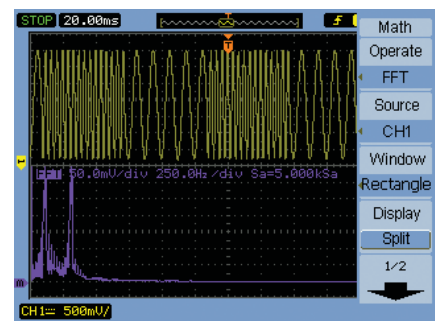 STOP 20.00ms
T
1
FFT 50.0mV/div 250.0Hz/div Sa=5.000kSa
m
CH1 500mV/
Math
Operate
FFT
Source
CH1
Window
Rectangle
Display
Split
1/2